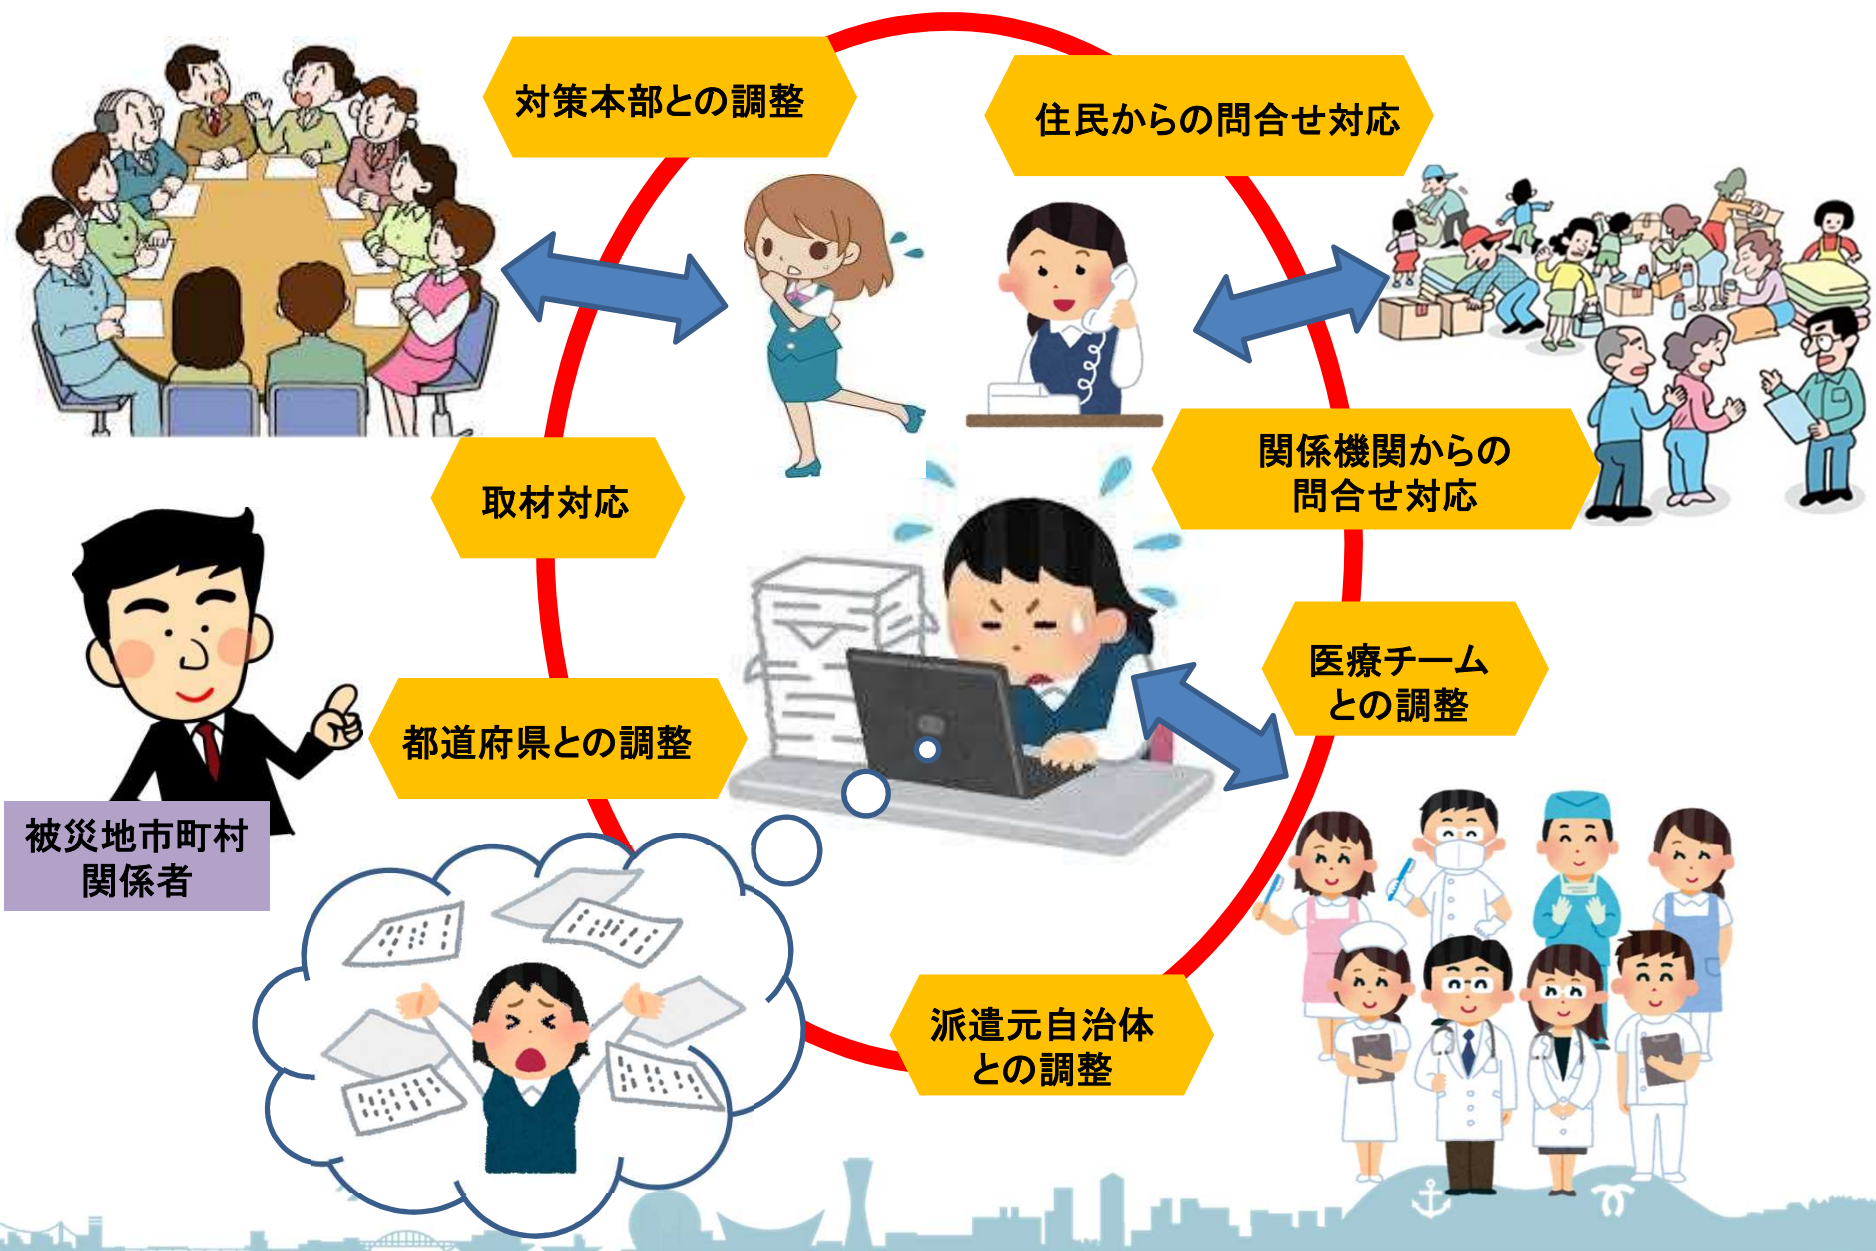 対策本部との調整
住民からの問合せ対応
関係機関からの
問合せ対応
取材対応
医療チーム
との調整
都道府県との調整
被災地市町村
関係者
派遣元自治体
との調整